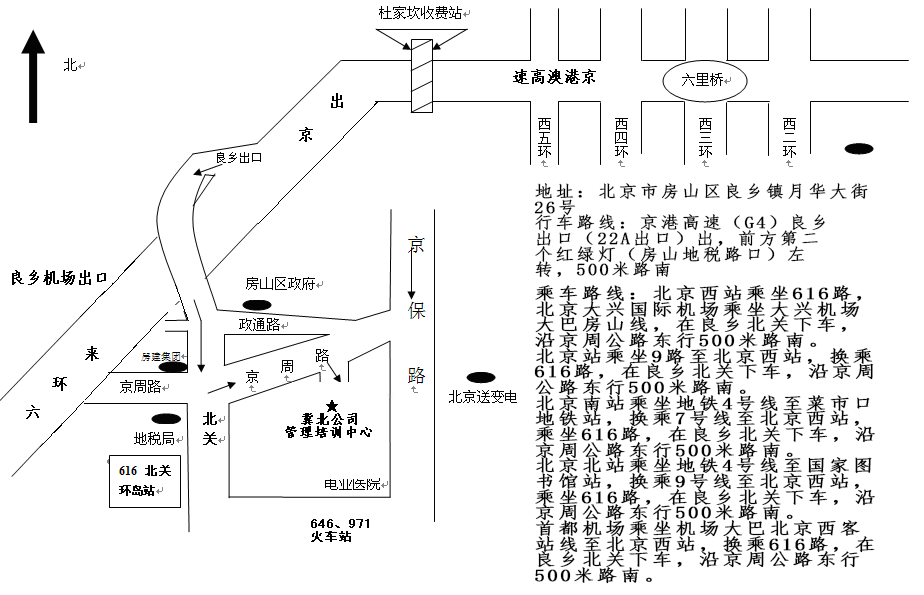 杜家坎收费站
北
速高澳港京
六里桥
出
京
西五环
西四环
西三环
西二环
良乡出口
地址：北京市房山区良乡镇月华大街
26号
行车路线：京港高速（G4）良乡
出口（22A出口）出，前方第二
个红绿灯（房山地税路口）左
转，500米路南
乘车路线：北京西站乘坐616路，
北京大兴国际机场乘坐大兴机场
大巴房山线，在良乡北关下车，
沿京周公路东行500米路南。
北京站乘坐9路至北京西站，换乘
616路，在良乡北关下车，沿京周
公路东行500米路南。
北京南站乘坐地铁4号线至菜市口
地铁站，换乘7号线至北京西站，
乘坐616路，在良乡北关下车，沿
京周公路东行500米路南。
北京北站乘坐地铁4号线至国家图
书馆站，换乘9号线至北京西站，
乘坐616路，在良乡北关下车，沿
京周公路东行500米路南。
首都机场乘坐机场大巴北京西客
站线至北京西站，换乘616路，在
良乡北关下车，沿京周公路东行
500米路南。
良乡机场出口
房山区政府
京保路
政通路
来
环
六
房建集团
京周路
京周路
北京送变电
北关
冀北公司
管理培训中心
地税局
616 北关
环岛站
电业医院
646、971
火车站